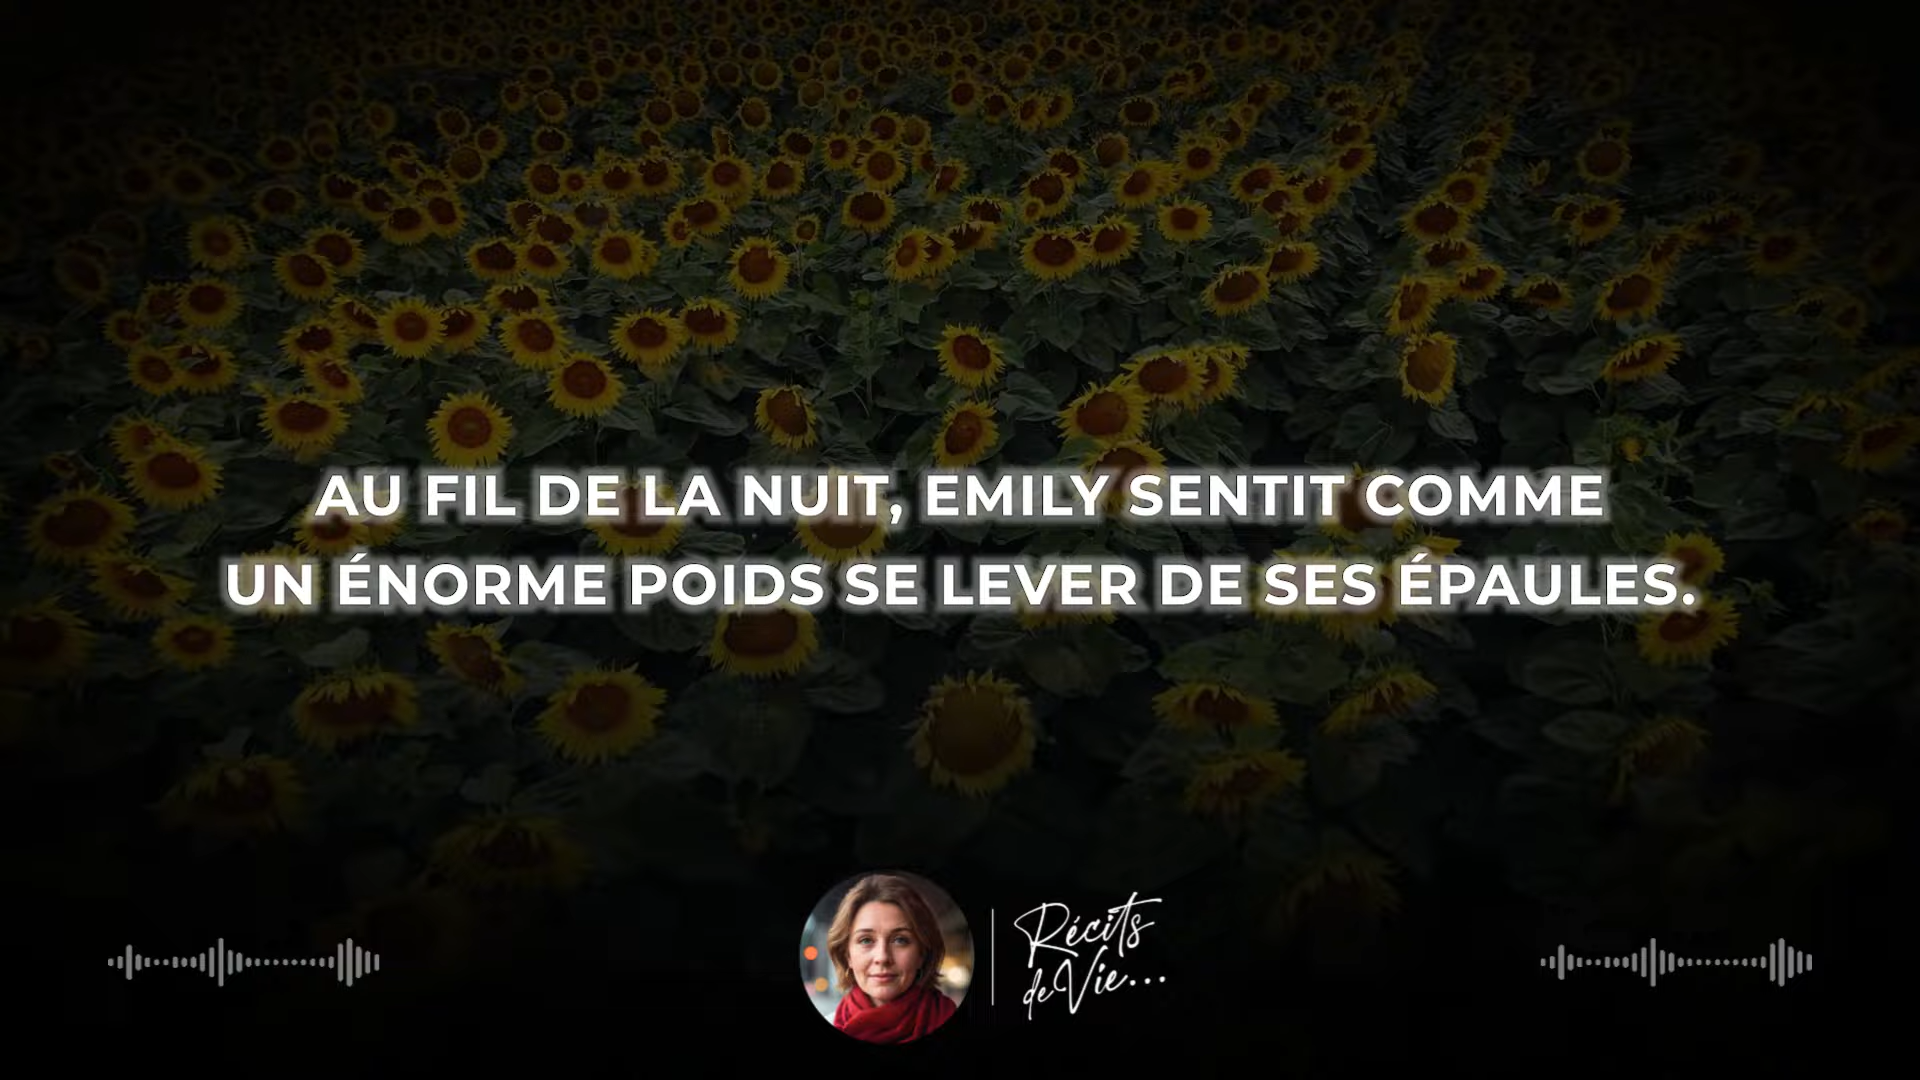 AU FIL DE LA NUIT, EMILY SENTIT COMME
UN ÉNORME POIDS SE LEVER DE SES ÉPAULES.
Récits
de Vie...